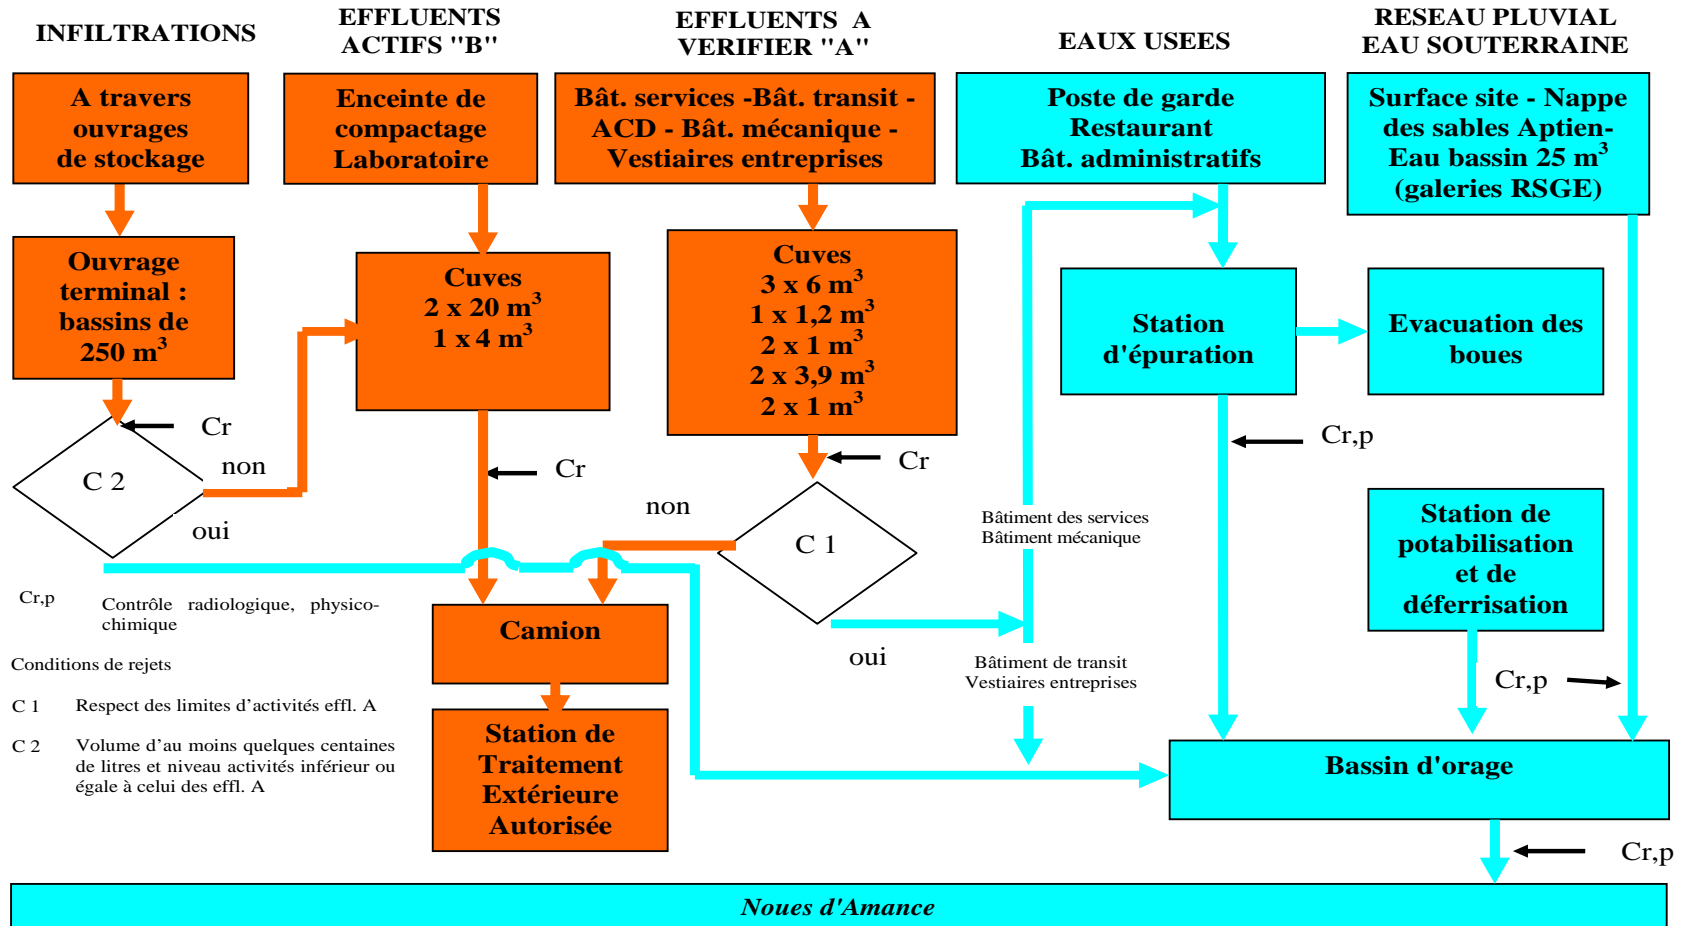 INFILTRATIONS
EFFLUENTS
ACTIFS "B"
EFFLUENTS A
VERIFIER "A"
EAUX USEES
RESEAU PLUVIAL
EAU SOUTERRAINE
A travers
ouvrages
de stockage
Enceinte de
compactage
Laboratoire
Bât. services -Bât. transit -
ACD - Bât. mécanique -
Vestiaires entreprises
Poste de garde
Restaurant
Bât. administratifs
Surface site - Nappe
des sables Aptien-
Eau bassin 25 m³
(galeries RSGE)
Ouvrage
terminal :
bassins de
250 m³
Cuves
2 x 20 m³
1 x 4 m³
Cuves
3 x 6 m³
1 x 1,2 m³
2 x 1 m³
2 x 3,9 m³
2 x 1 m³
Station
d'épuration
Evacuation des
boues
Cr
C 2
non
oui
Cr
Cr
non
C 1
oui
Cr,p
Bâtiment des services
Bâtiment mécanique
Station de
potabilisation
et de
déferrisation
Cr,p
Bâtiment de transit
Vestiaires entreprises
Camion
Station de
Traitement
Extérieure
Autorisée
Cr,p
Contrôle radiologique, physico-
chimique
Conditions de rejets
C 1 Respect des limites d’activités effl. A
C 2 Volume d’au moins quelques centaines
de litres et niveau activités inférieur ou
égale à celui des effl. A
Bassin d'orage
Cr,p
Noues d'Amance